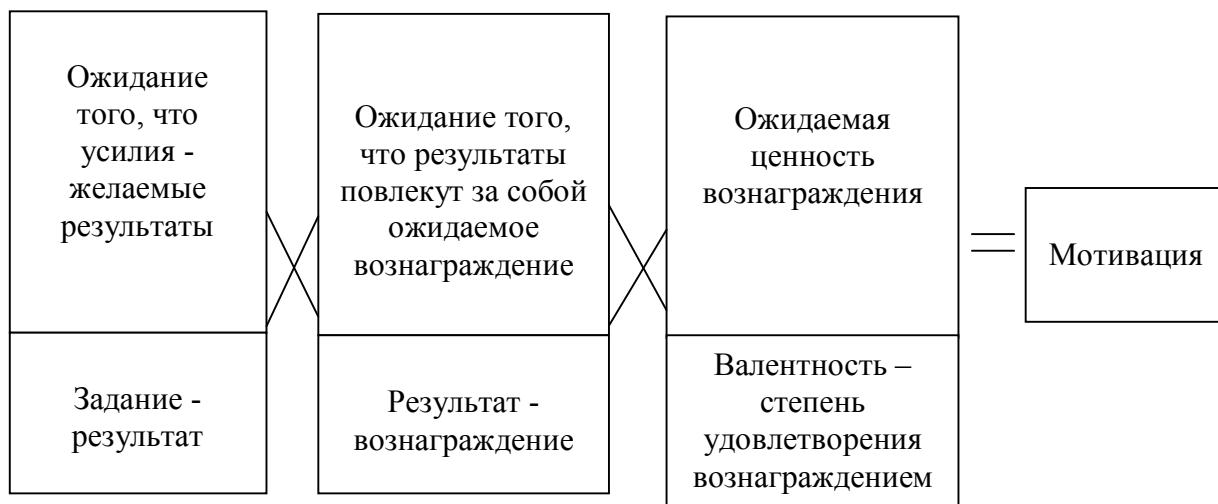 Ожидание
того, что
усилия -
желаемые
результаты
Задание -
результат
Ожидание того,
что результаты
повлекут за собой
ожидаемое
вознаграждение
Результат -
вознаграждение
Ожидаемая
ценность
вознаграждения
Валентность –
степень
удовлетворения
вознаграждением
=
Мотивация